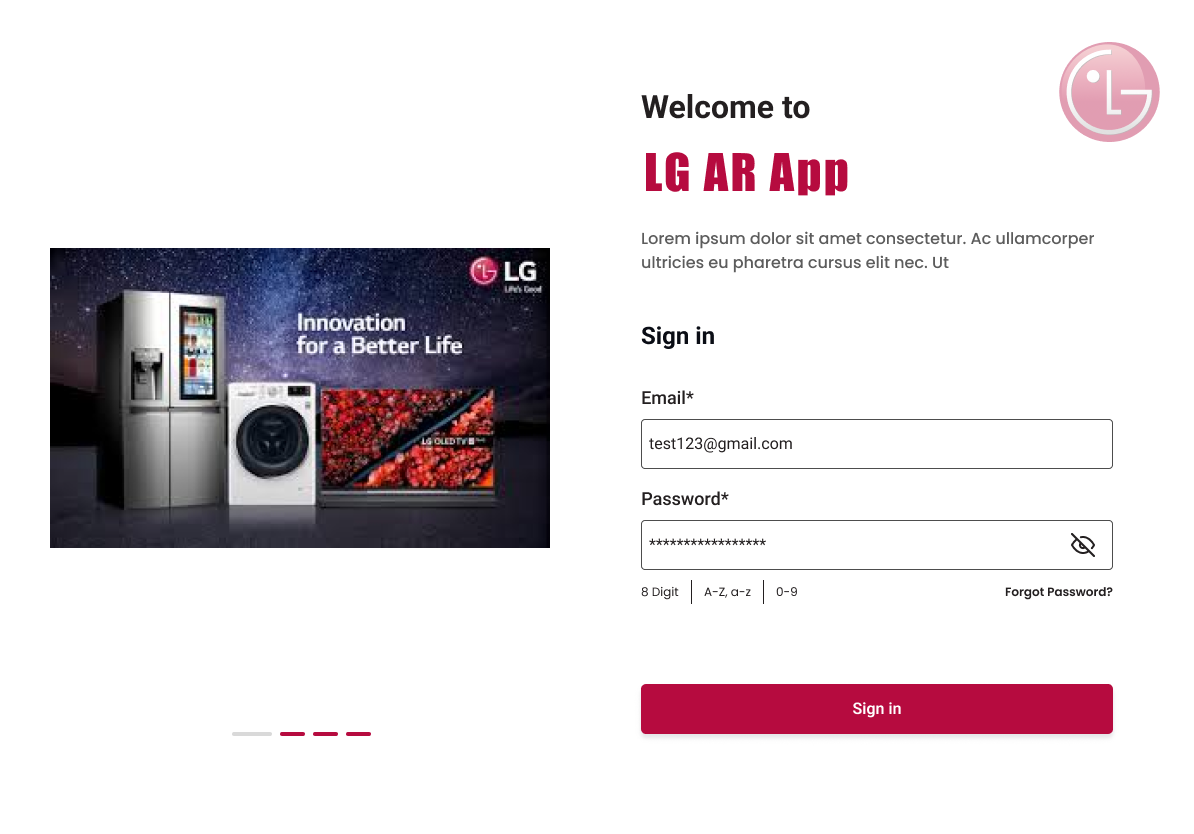 LG
Life's Good
Innovation
for a Better Life
LG OLED TV
Welcome to
LG
LG AR App
Lorem ipsum dolor sit amet consectetur. Ac ullamcorper
ultricies eu pharetra cursus elit nec. Ut
Sign in
Email*
test123@gmail.com
Password*
*****************
8 Digit
A-Z, a-z
0-9
Forgot Password?
Sign in